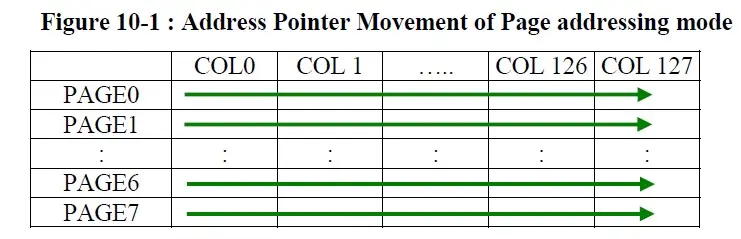 Figure 10-1 : Address Pointer Movement of Page addressing mode
COL0 COL 1 ..... COL 126 COL 127
PAGE0
PAGE1
: : : : : :
PAGE6
PAGE7